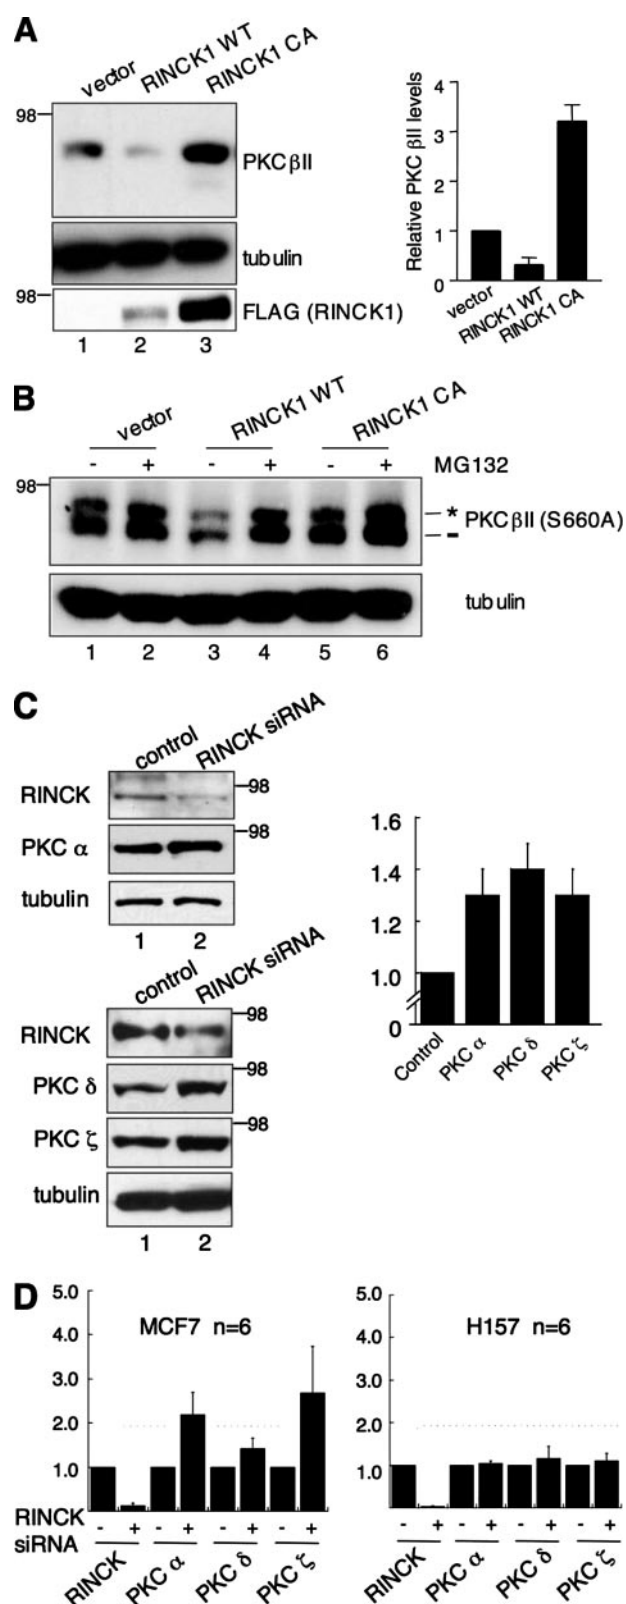 A
vector
RINCK1 WT
RINCK1 CA
98
PKCβII
tubulin
98
FLAG (RINCK1)
1 2 3
Relative PKC βII levels
4
3
2
1
0
vector
RINCK1 WT
RINCK1 CA
B
vector
RINCK1 WT
RINCK1 CA
- + - + - + MG132
98
* PKCβII (S660A)
-
tubulin
1 2 3 4 5 6
C
control
RINCK siRNA
RINCK
98
PKC α
98
tubulin
1 2
control
RINCK siRNA
RINCK
98
PKC δ
98
PKC ζ
98
tubulin
1 2
1.6
1.4
1.2
1.0
0
Control
PKC α
PKC δ
PKC ζ
D
5.0
4.0
3.0
2.0
1.0
MCF7 n=6
RINCK siRNA
- + - + - + - +
RINCK
PKC α
PKC δ
PKC ζ
5.0
4.0
3.0
2.0
1.0
H157 n=6
- + - + - + - +
RINCK
PKC α
PKC δ
PKC ζ